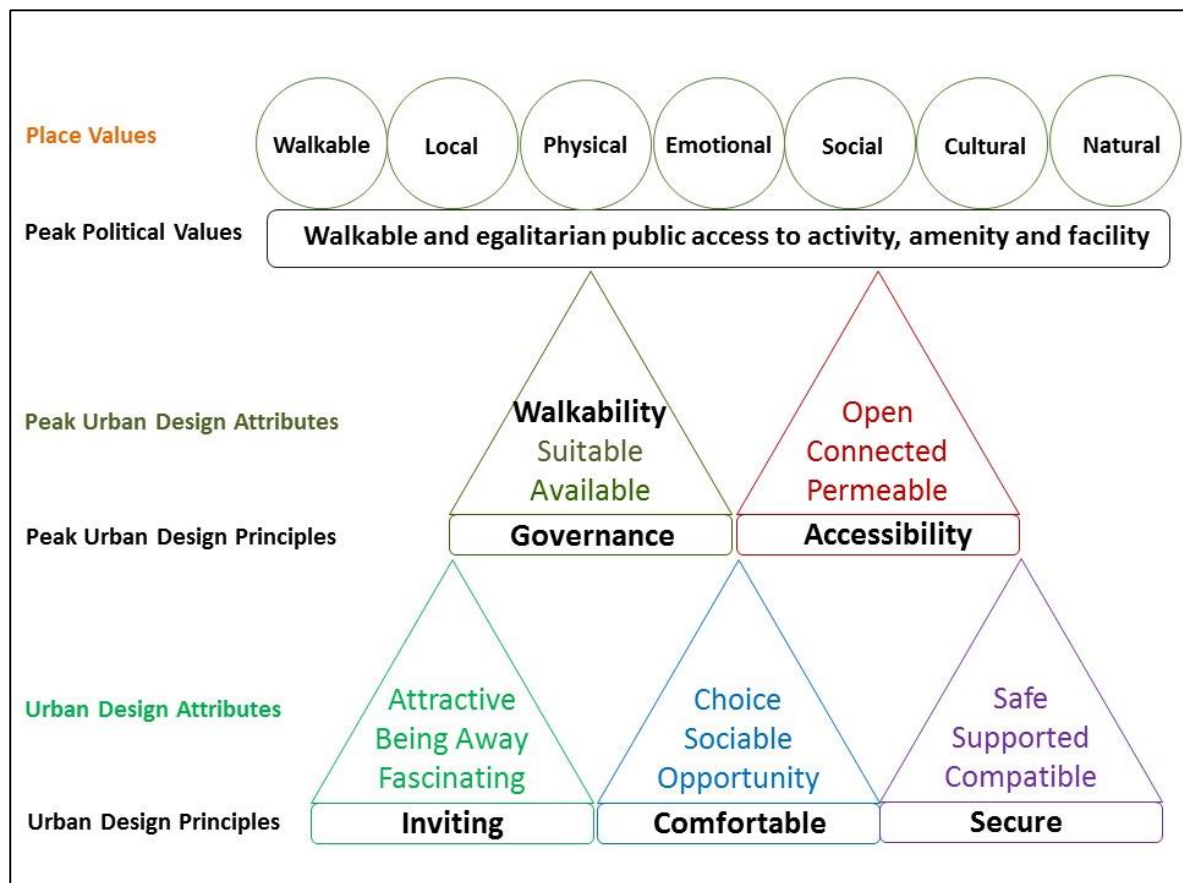 Place Values
Walkable
Local
Physical
Emotional
Social
Cultural
Natural
Peak Political Values
Walkable and egalitarian public access to activity, amenity and facility
Peak Urban Design Attributes
Walkability
Suitable
Available
Open
Connected
Permeable
Peak Urban Design Principles
Governance
Accessibility
Urban Design Attributes
Attractive
Being Away
Fascinating
Choice
Sociable
Opportunity
Safe
Supported
Compatible
Urban Design Principles
Inviting
Comfortable
Secure